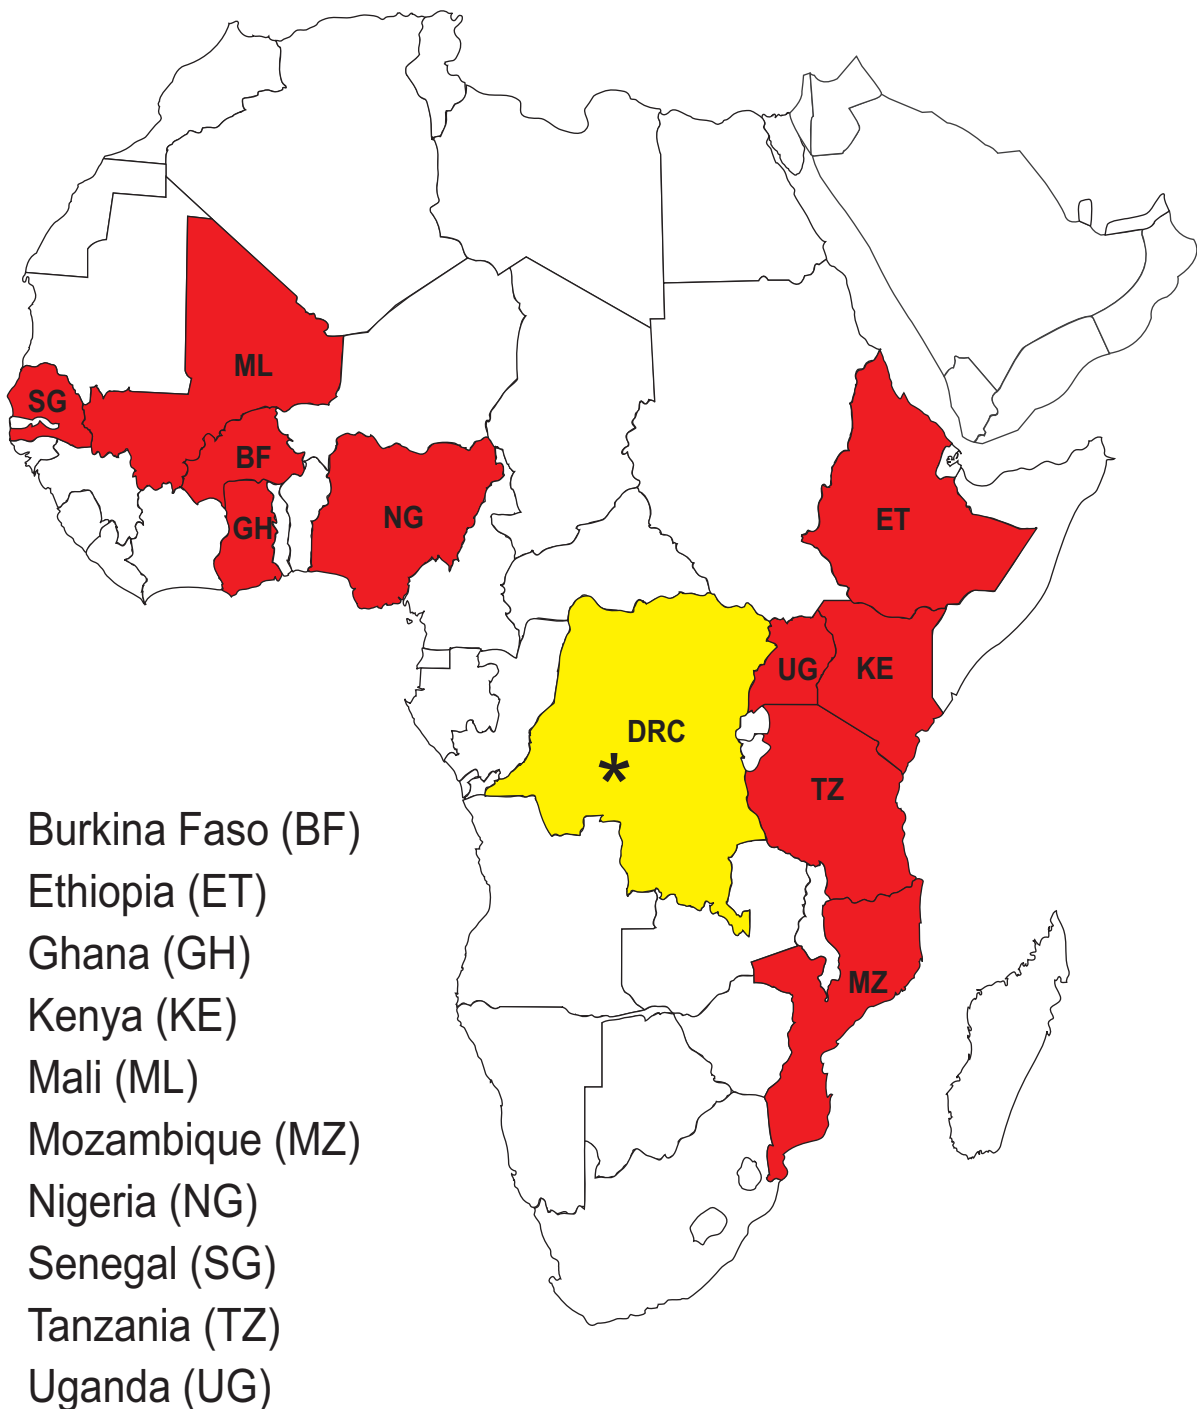 ML
SG
BF
NG
GH
ET
UG
KE
DRC
*
TZ
MZ
Burkina Faso (BF)
Ethiopia (ET)
Ghana (GH)
Kenya (KE)
Mali (ML)
Mozambique (MZ)
Nigeria (NG)
Senegal (SG)
Tanzania (TZ)
Uganda (UG)